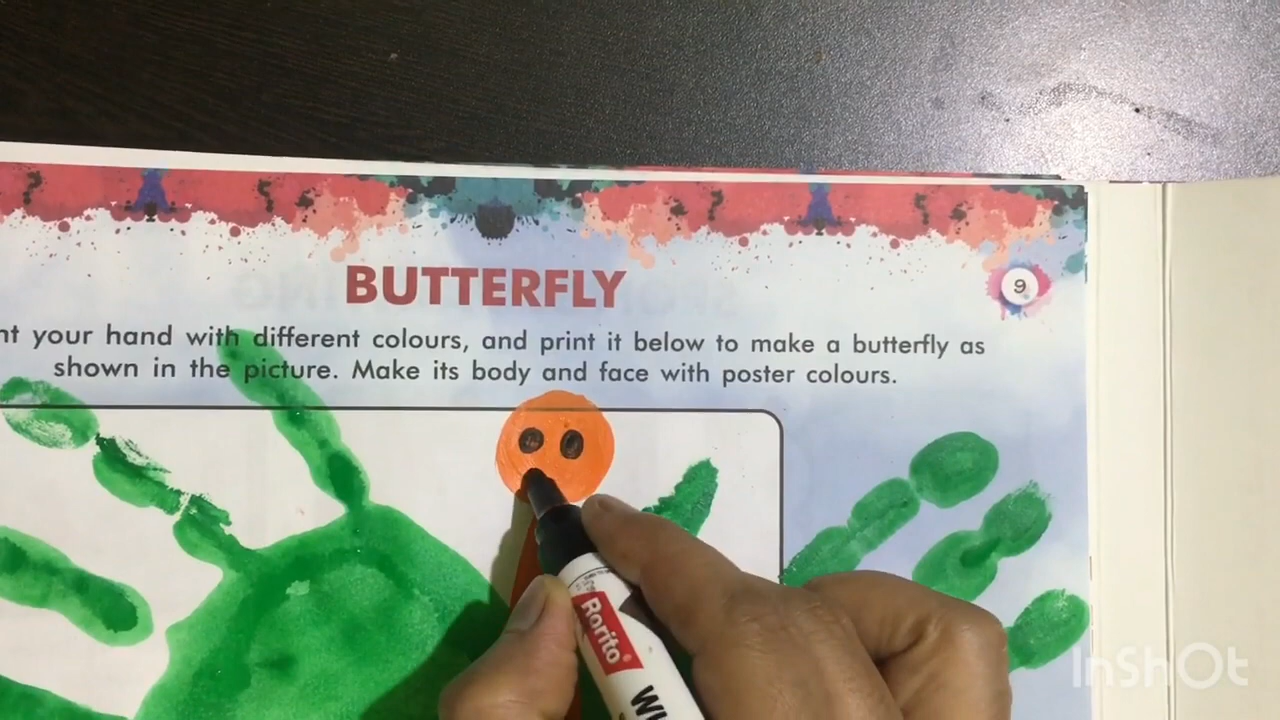 BUTTERFLY
9
your hand with different colours, and print it below to make a butterfly as
shown in the picture. Make its body and face with poster colours.
Rorito
InShOt